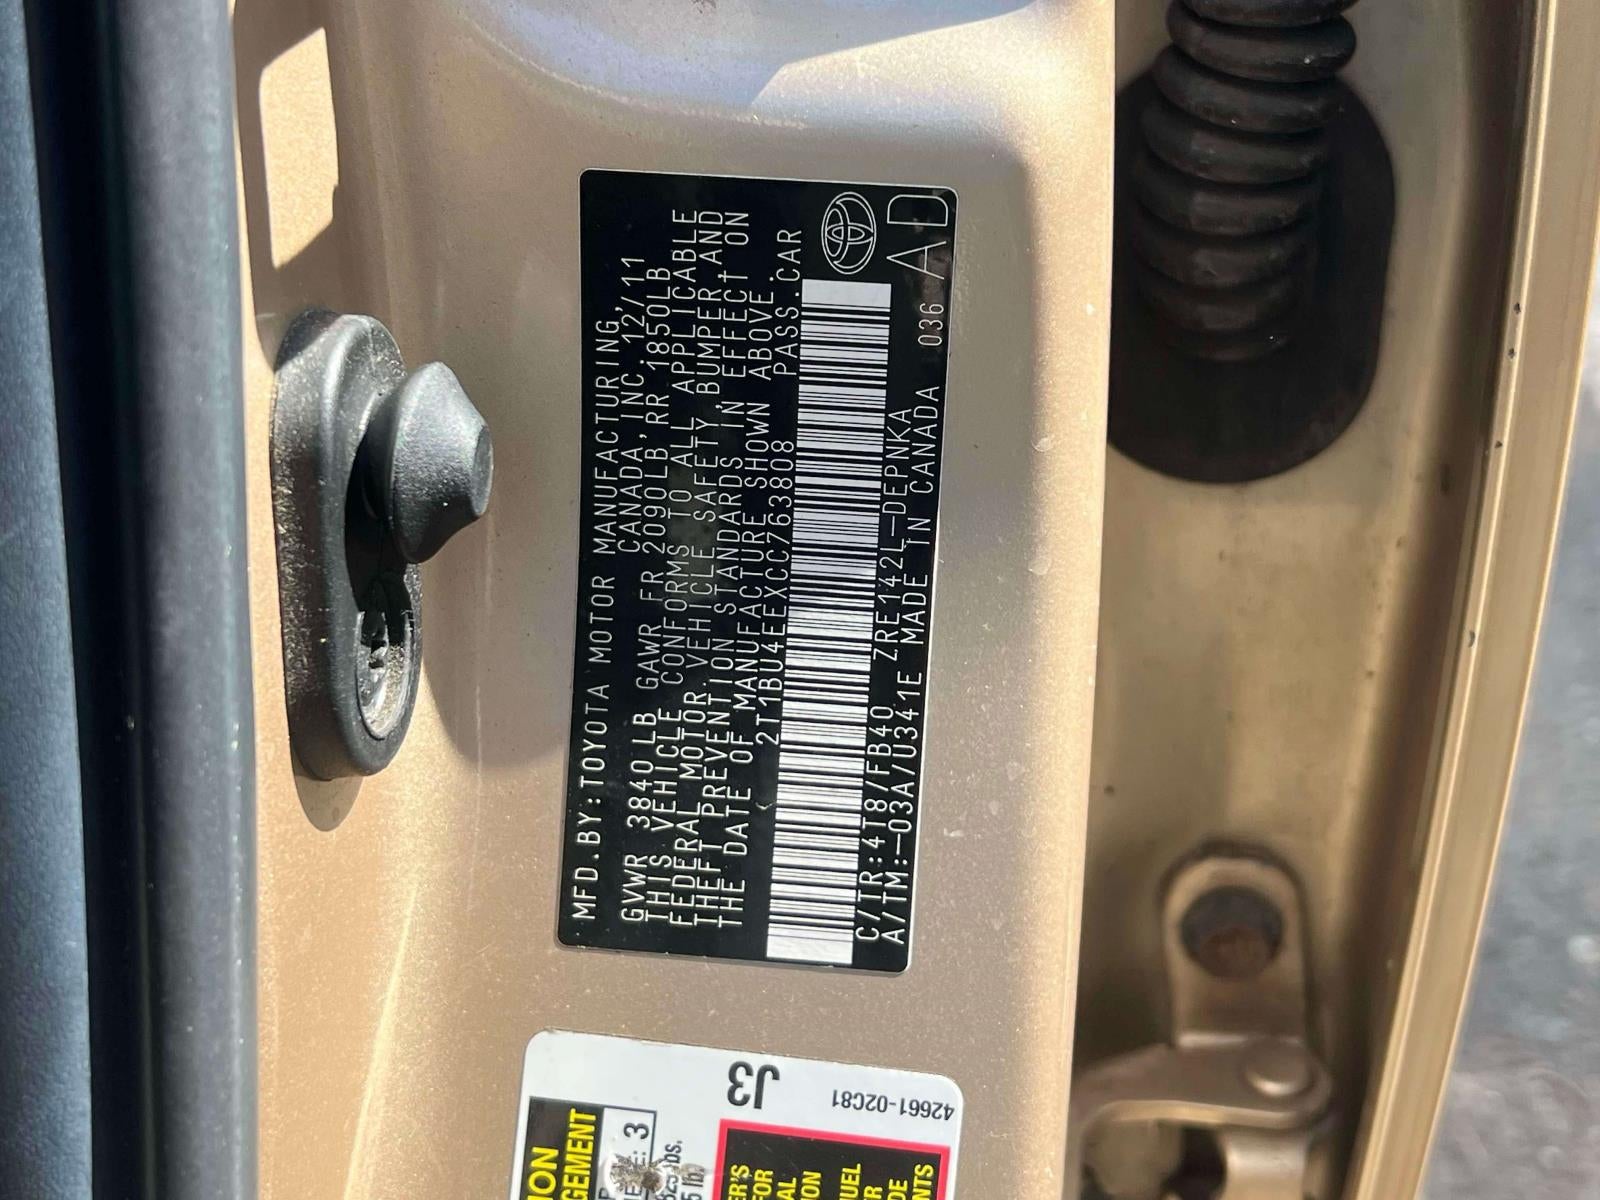 MFD.BY:TOYOTA MOTOR MANUFACTURING
CANADA,INC. 12/11
GVWR 3840LB GAWR FR 2090LB,RR 1850LB
THIS VEHICLE CONFORMS TO ALL APPLICABLE
FEDERAL MOTOR VEHICLE SAFETY,BUMPER,AND
THEFT PREVENTION STANDARDS IN EFFECT ON
THE DATE OF MANUFACTURE SHOWN ABOVE.
2T1BU4EEXCC763808 PASS.CAR
C/TR:4T8/FB40 ZRE142L-DEPNKA
A/TM:-03A/U341E MADE IN CANADA 036 AD
J3
42661-02C81